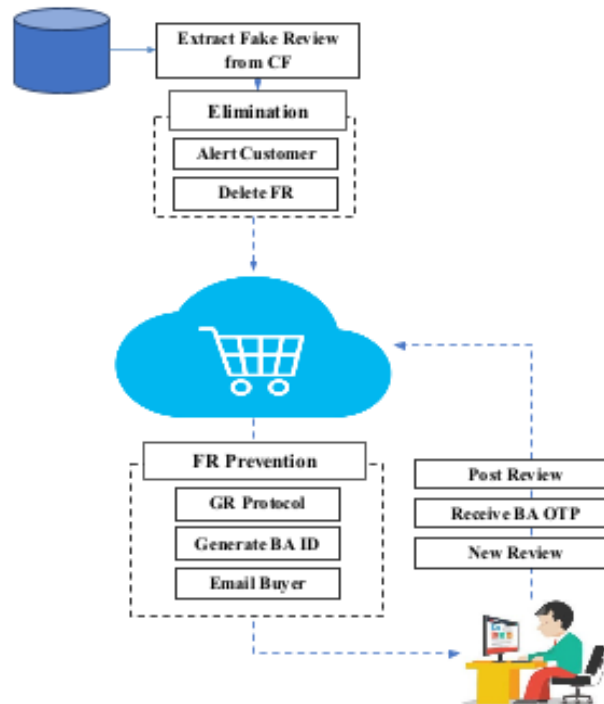 Extract Fake Review
from CF
Elimination
Alert Customer
Delete FR
FR Prevention
GR Protocol
Generate BA ID
Email Buyer
Post Review
Receive BA OTP
New Review